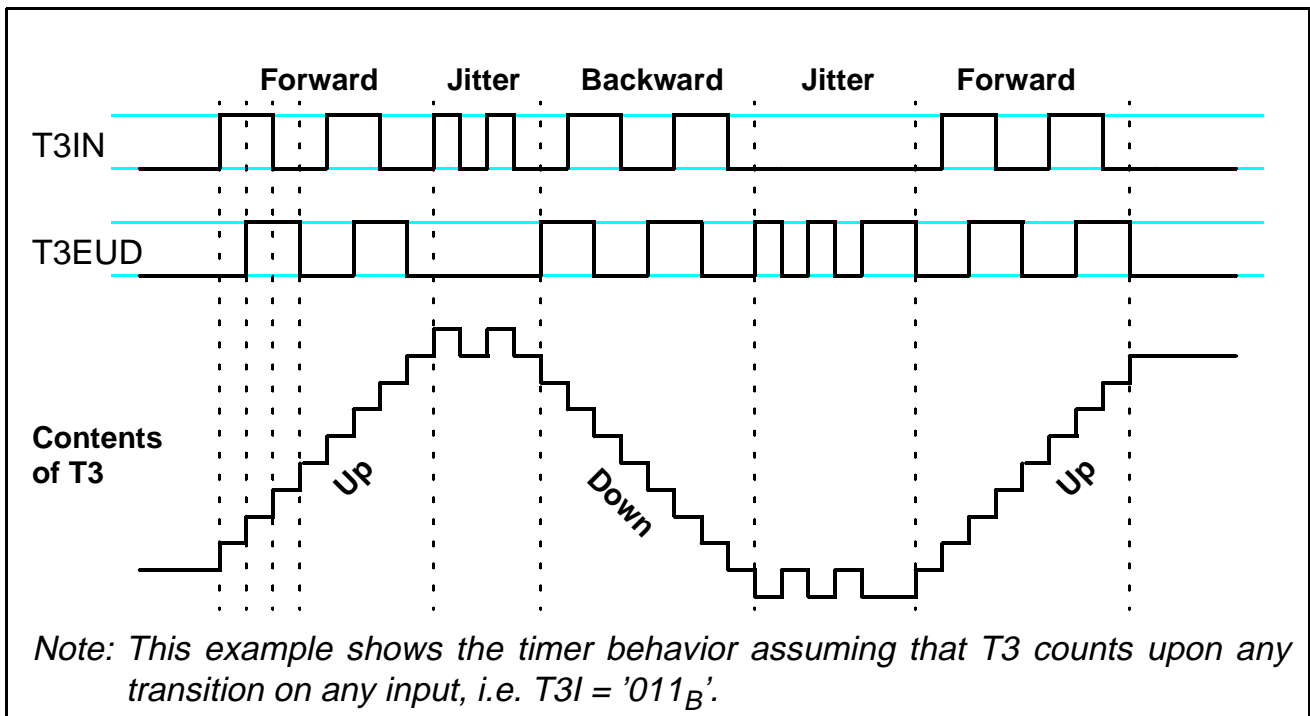 Forward Jitter Backward Jitter Forward
T3IN
T3EUD
Contents
of T3
Up
Down
Up
Note: This example shows the timer behavior assuming that T3 counts upon any
transition on any input, i.e. T3I = ’011B’.